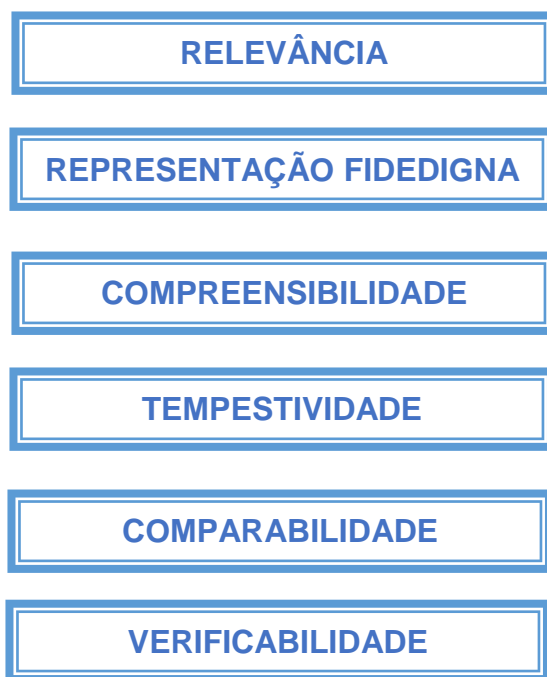 RELEVÂNCIA
REPRESENTAÇÃO FIDEDIGNA
COMPREENSIBILIDADE
TEMPESTIVIDADE
COMPARABILIDADE
VERIFICABILIDADE